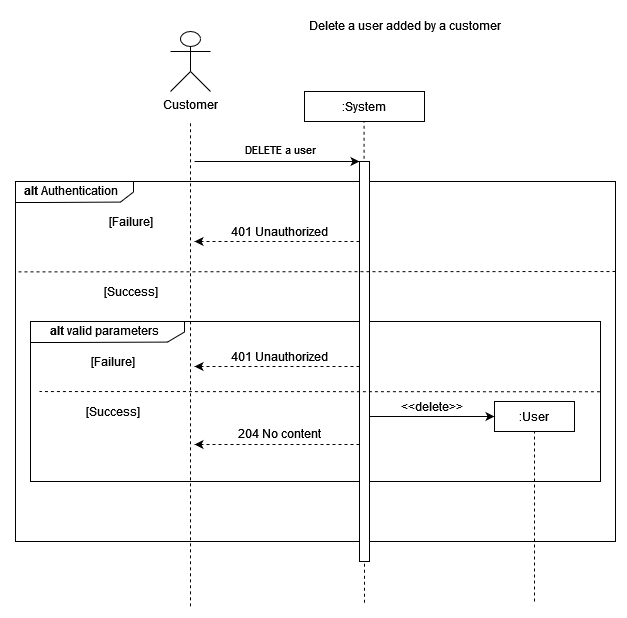 Delete a user added by a customer
Customer
:System
DELETE a user
alt Authentication
[Failure]
401 Unauthorized
[Success]
alt valid parameters
[Failure]
401 Unauthorized
[Success]
<<delete>>
:User
204 No content